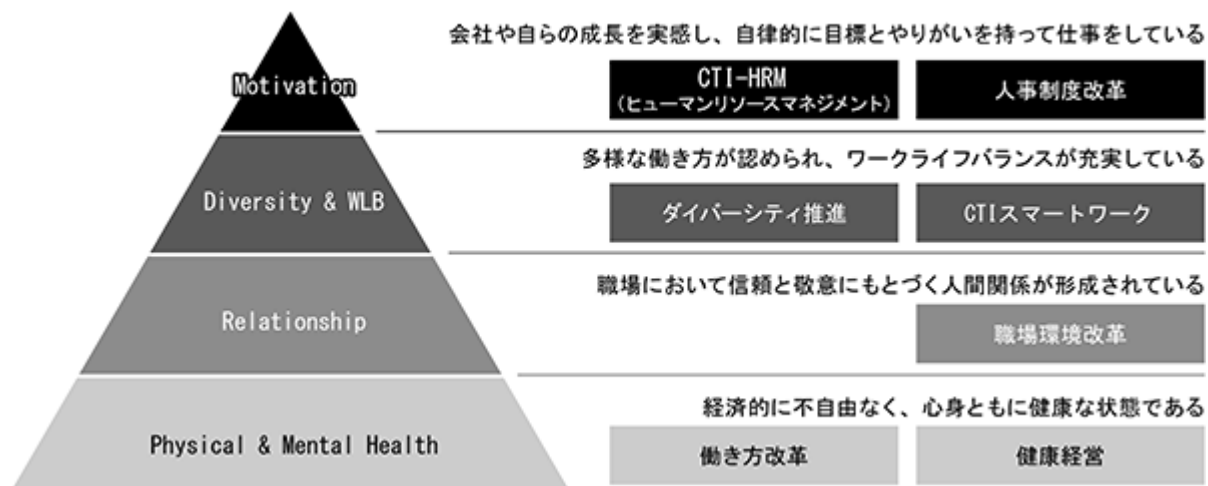 会社や自らの成長を実感し、自律的に目標とやりがいを持って仕事をしている
Motivation
CTI-HRM
(ヒューマンリソースマネジメント)
人事制度改革
多様な働き方が認められ、ワークライフバランスが充実している
Diversity & WLB
ダイバーシティ推進
CTIスマートワーク
職場において信頼と敬意にもとづく人間関係が形成されている
Relationship
職場環境改革
経済的に不自由なく、心身ともに健康な状態である
Physical & Mental Health
働き方改革
健康経営